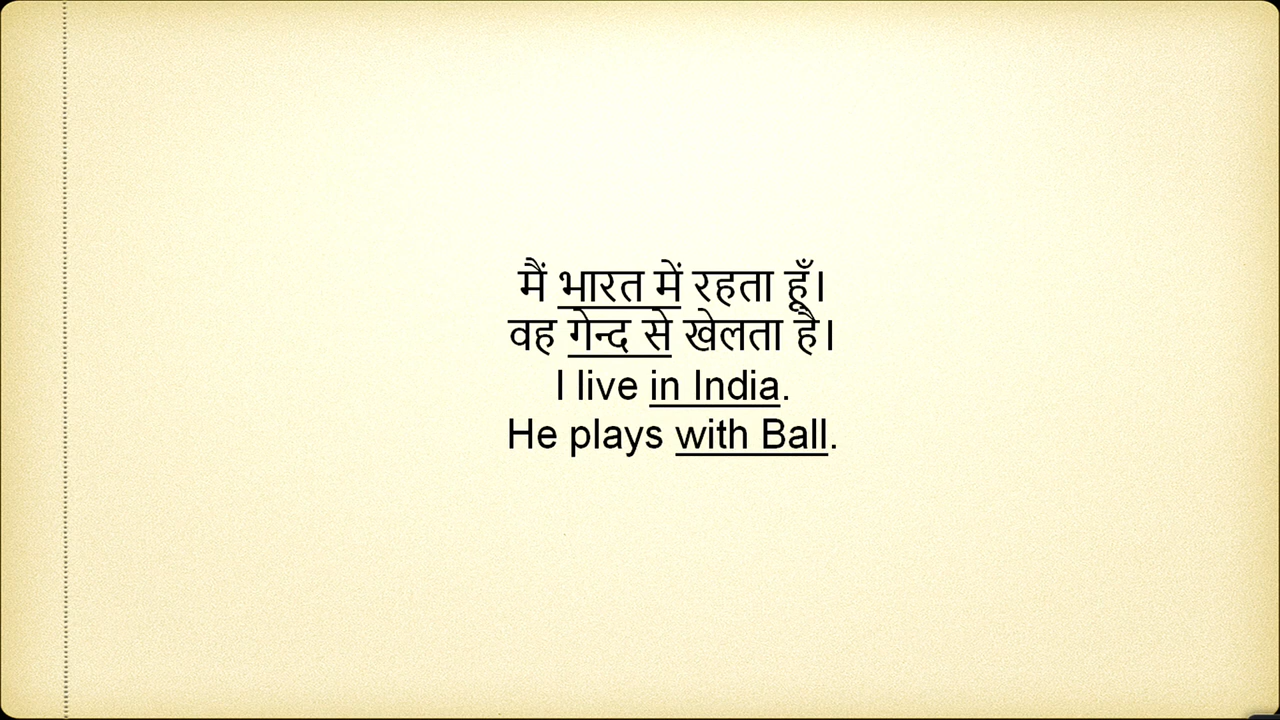 मैं भारत में रहता हूँ।
वह गेन्द से खेलता है।
I live in India.
He plays with Ball.